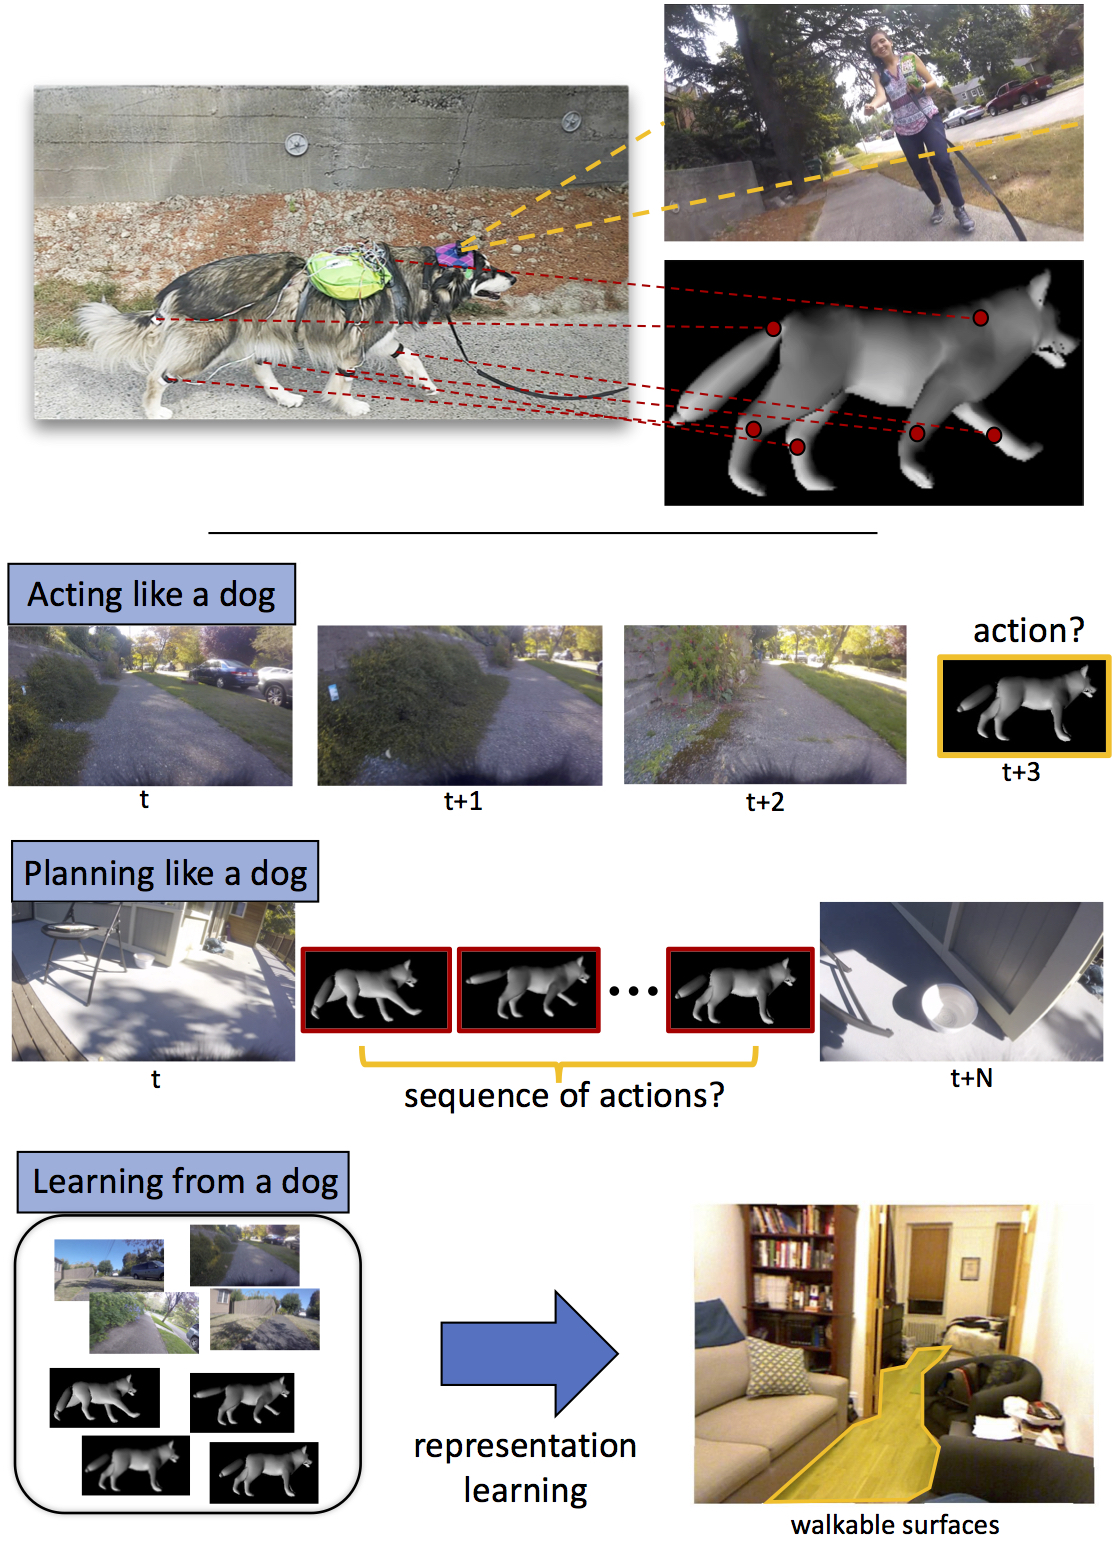 Acting like a dog
action?
t
t+1
t+2
t+3
Planning like a dog
t
sequence of actions?
t+N
Learning from a dog
representation
learning
walkable surfaces